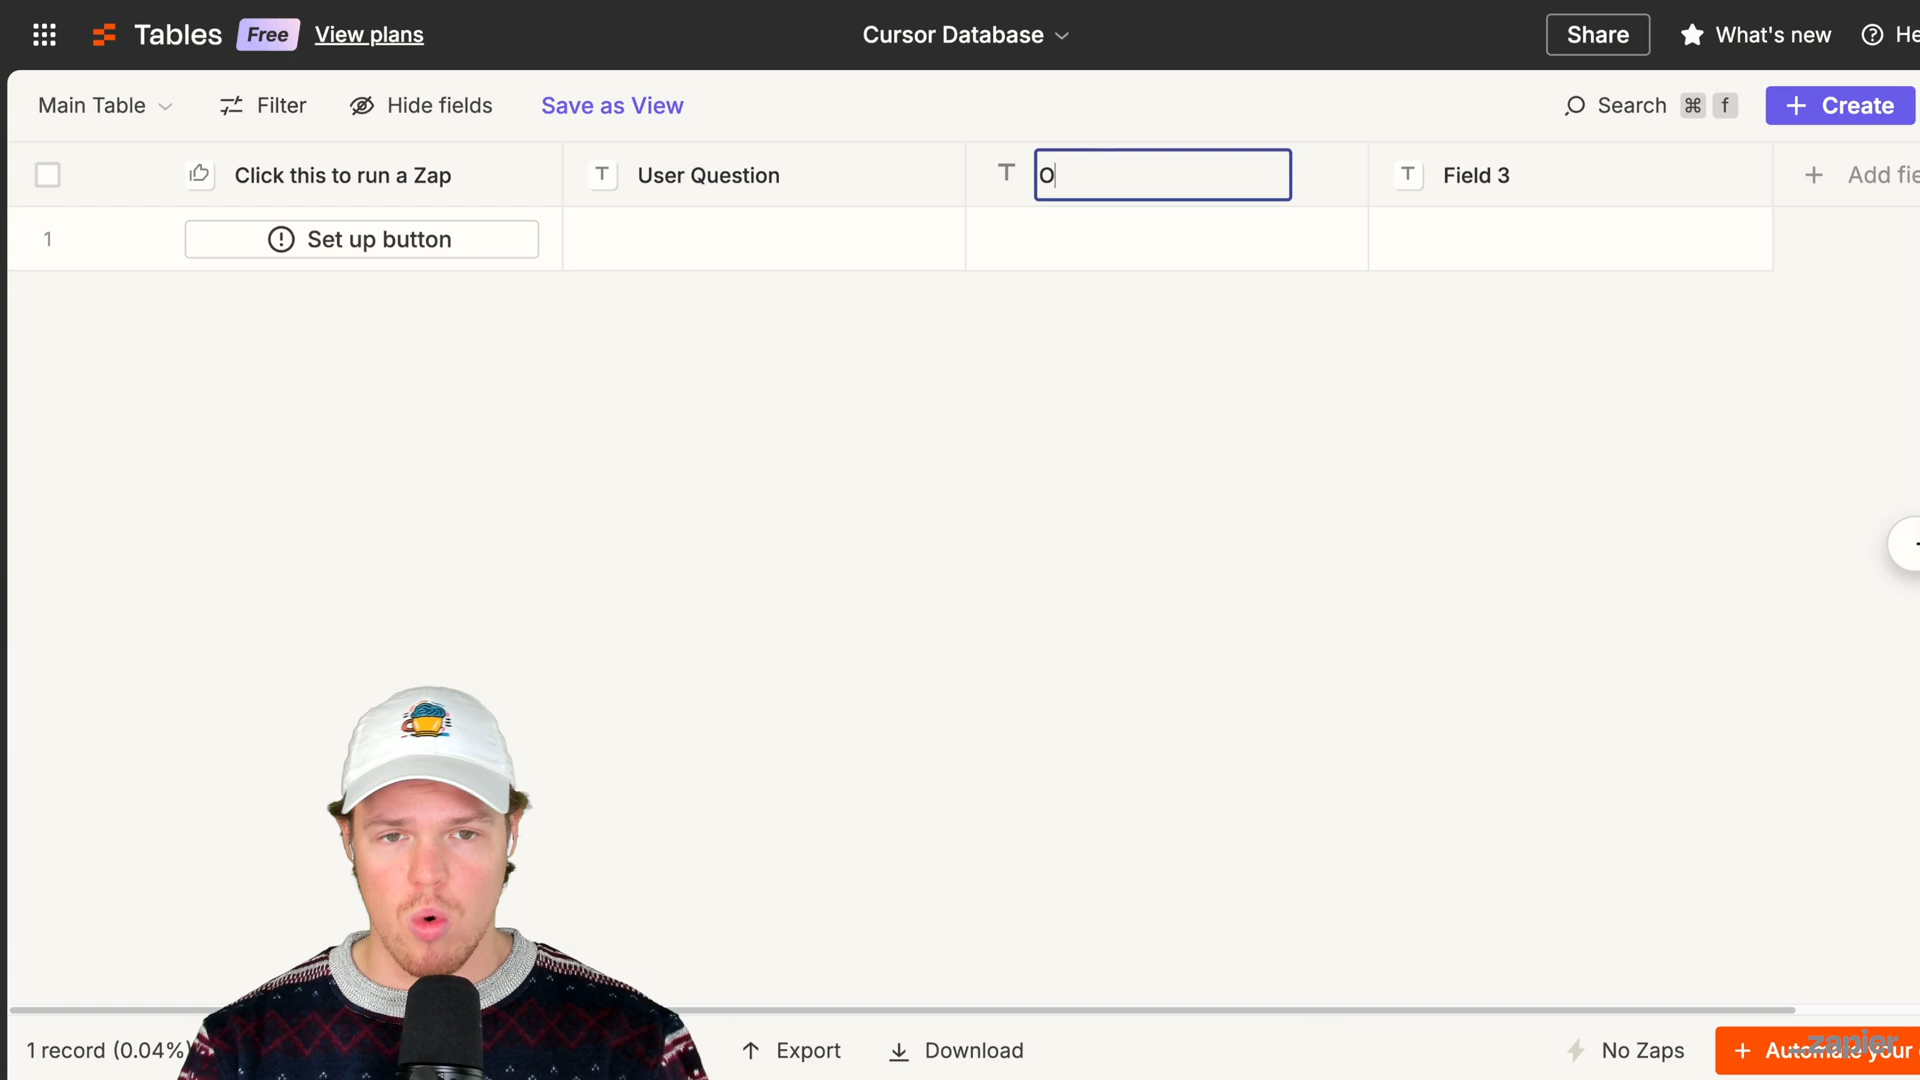 Tables Free View plans Cursor Database Share What's new
Main Table Filter Hide fields Save as View Search ⌘ f + Create
Click this to run a Zap T User Question T O T Field 3 + Add fie
1 Set up button
1 record (0.04%) Export Download No Zaps + Automate your
zapier